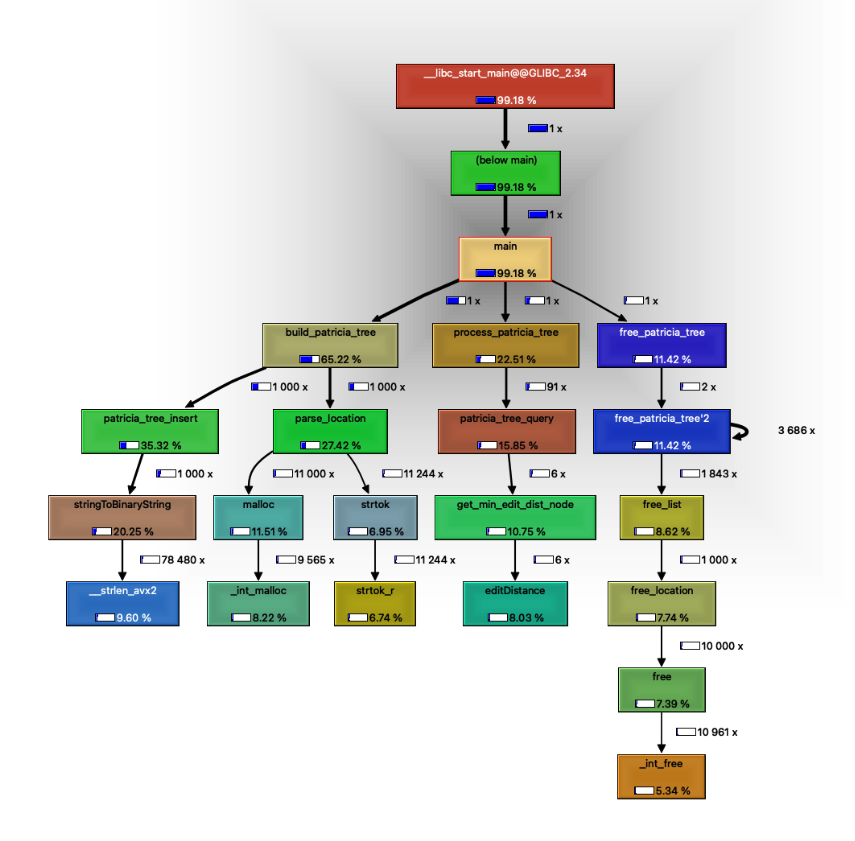 __libc_start_main@@GLIBC_2.34
99.18 %
1 x
(below main)
99.18 %
1 x
main
99.18 %
1 x
1 x
1 x
build_patricia_tree
65.22 %
process_patricia_tree
22.51 %
free_patricia_tree
11.42 %
1 000 x
1 000 x
91 x
2 x
patricia_tree_insert
35.32 %
parse_location
27.42 %
patricia_tree_query
15.85 %
free_patricia_tree'2
11.42 %
3 686 x
1 000 x
11 000 x
11 244 x
6 x
1 843 x
stringToBinaryString
20.25 %
malloc
11.51 %
strtok
6.95 %
get_min_edit_dist_node
10.75 %
free_list
8.62 %
78 480 x
9 565 x
11 244 x
6 x
1 000 x
__strlen_avx2
9.60 %
_int_malloc
8.22 %
strtok_r
6.74 %
editDistance
8.03 %
free_location
7.74 %
10 000 x
free
7.39 %
10 961 x
_int_free
5.34 %